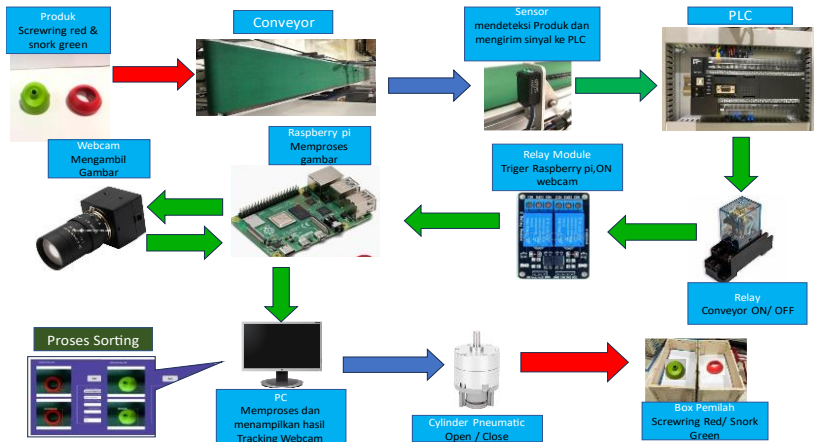 Produk
Screwring red &
snork green
Conveyor
Sensor
mendeteksi Produk dan
mengirim sinyal ke PLC
PLC
Webcam
Mengambil
Gambar
Raspberry pi
Memproses
gambar
Relay Module
Triger Raspberry pi,ON
webcam
Relay
Conveyor ON/ OFF
Proses Sorting
PC
Memproses dan
menampilkan hasil
Tracking Webcam
Cylinder Pneumatic
Open / Close
Box Pemilah
Screwring Red/ Snork
Green